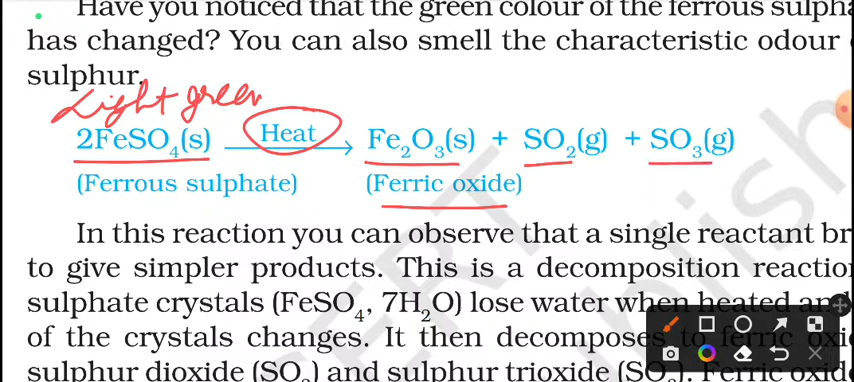 Have you noticed that the green colour of the ferrous sulpha
has changed? You can also smell the characteristic odour
sulphur.
Light green
2FeSO₄(s) Heat → Fe₂O₃(s) + SO₂(g) + SO₃(g)
(Ferrous sulphate) (Ferric oxide)
In this reaction you can observe that a single reactant br
to give simpler products. This is a decomposition reactio
sulphate crystals (FeSO₄, 7H₂O) lose water when heated and
of the crystals changes. It then decomposes to ferric oxi
sulphur dioxide (SO₂) and sulphur trioxide (SO₃). Ferric oxide